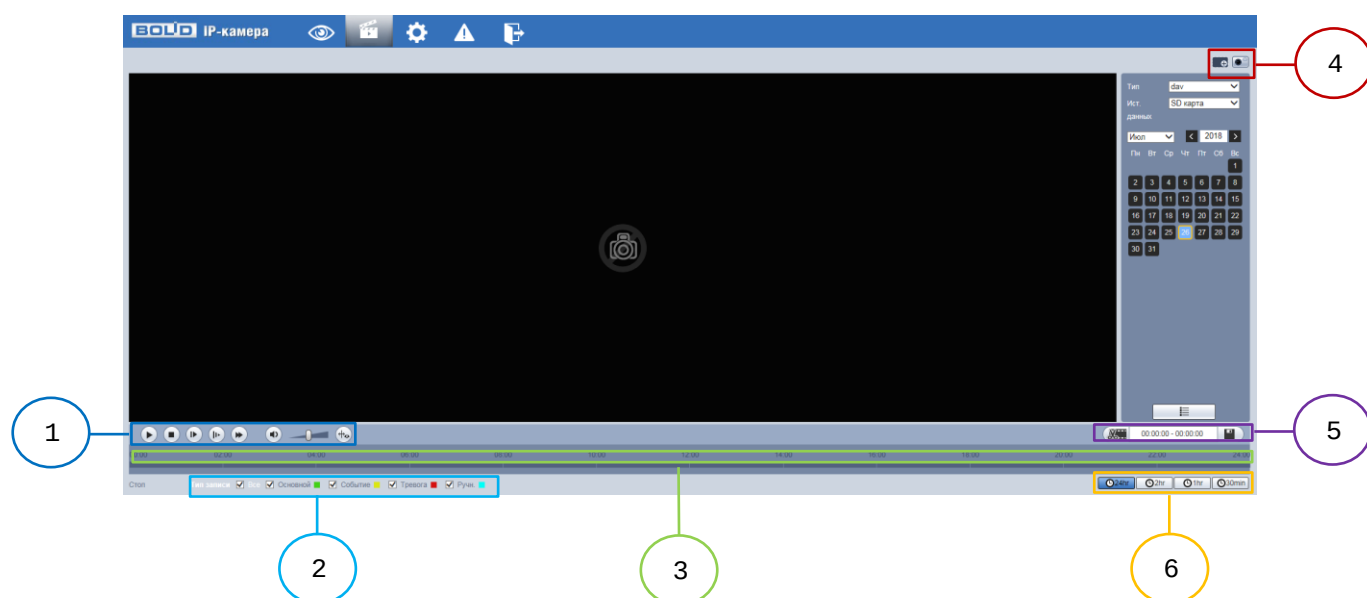 BOLID IP-камера
4
Тип dav
Ист. данных SD карта
Июл 2018
Пн Вт Ср Чт Пт Сб Вс
1
2 3 4 5 6 7 8
9 10 11 12 13 14 15
16 17 18 19 20 21 22
23 24 25 26 27 28 29
30 31
1
00:00:00 - 00:00:00
5
02:00 04:00 06:00 08:00 10:00 12:00 14:00 16:00 18:00 20:00 22:00 24:00
Стоп Тип записи Все Основной Событие Тревога Ручн.
24hr 2hr 1hr 30min
2
3
6